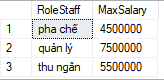 RoleStaff MaxSalary
1 pha chế 4500000
2 quản lý 7500000
3 thu ngân 5500000